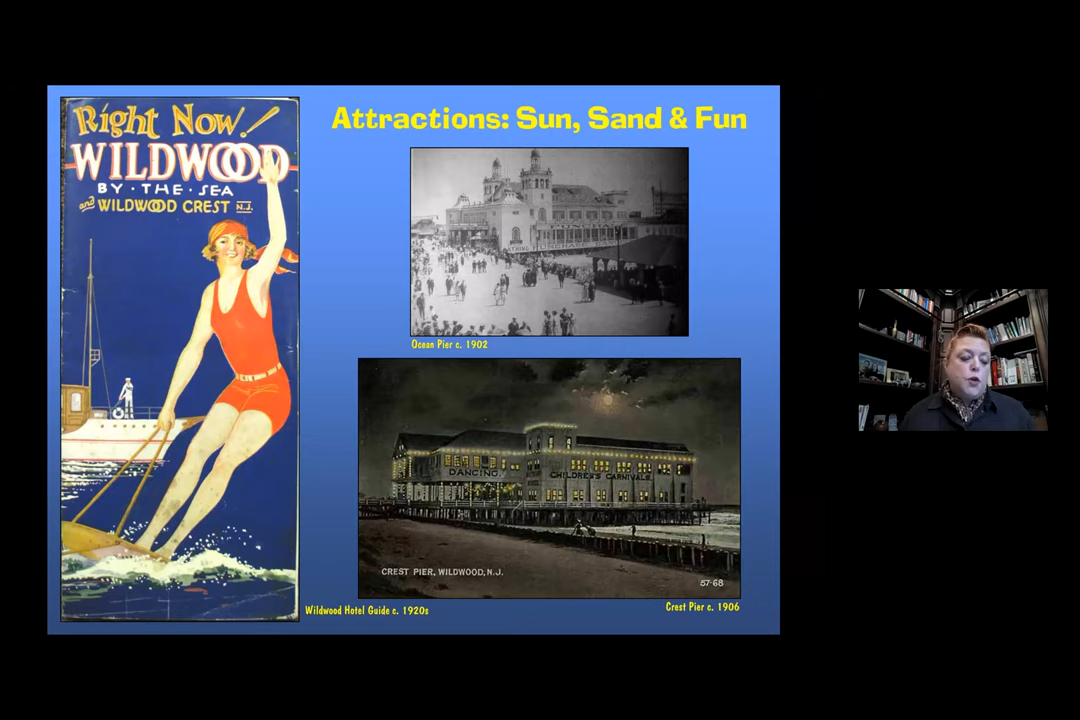 Right Now!
WILDWOOD
BY · THE · SEA
and WILDWOOD CREST N.J.
Attractions: Sun, Sand & Fun
Ocean Pier c. 1902
DANCING.
CHILDREN'S CARNIVALS.
CREST PIER, WILDWOOD, N.J.
57-68
Wildwood Hotel Guide c. 1920s
Crest Pier c. 1906